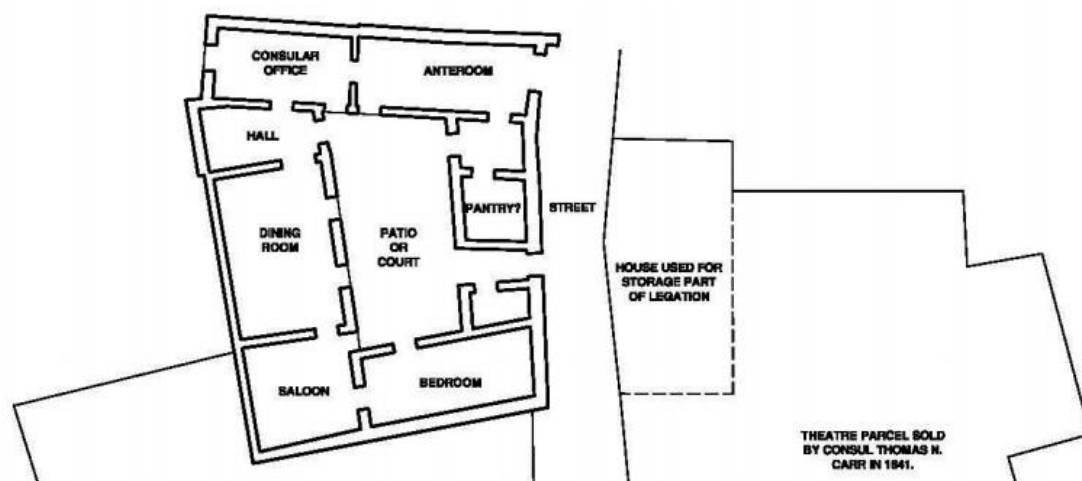 CONSULAR
OFFICE
ANTEROOM
HALL
PANTRY?
STREET
DINING
ROOM
PATIO
OR
COURT
HOUSE USED FOR
STORAGE PART
OF LEGATION
SALOON
BEDROOM
THEATRE PARCEL SOLD
BY CONSUL THOMAS N.
CARR IN 1841.